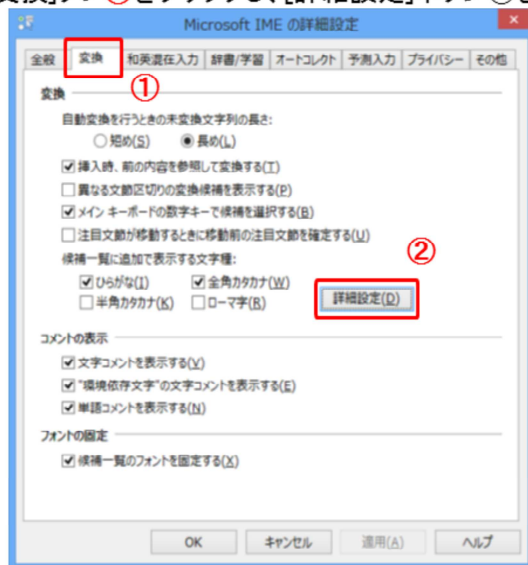 Microsoft IME の詳細設定
全般 変換 和英混在入力 辞書/学習 オートコレクト 予測入力 プライバシー その他
①
変換
自動変換を行うときの未変換文字列の長さ:
短め(S) 長め(L)
挿入時、前の内容を参照して変換する(T)
異なる文節区切りの変換候補を表示する(P)
メイン キーボードの数字キーで候補を選択する(B)
注目文節が移動するときに移動前の注目文節を確定する(U)
②
候補一覧に追加で表示する文字種:
ひらがな(I) 全角カタカナ(W)
半角カタカナ(K) ローマ字(R)
詳細設定(D)
コメントの表示
文字コメントを表示する(V)
"環境依存文字"の文字コメントを表示する(E)
単語コメントを表示する(N)
フォントの固定
候補一覧のフォントを固定する(X)
OK キャンセル 適用(A) ヘルプ